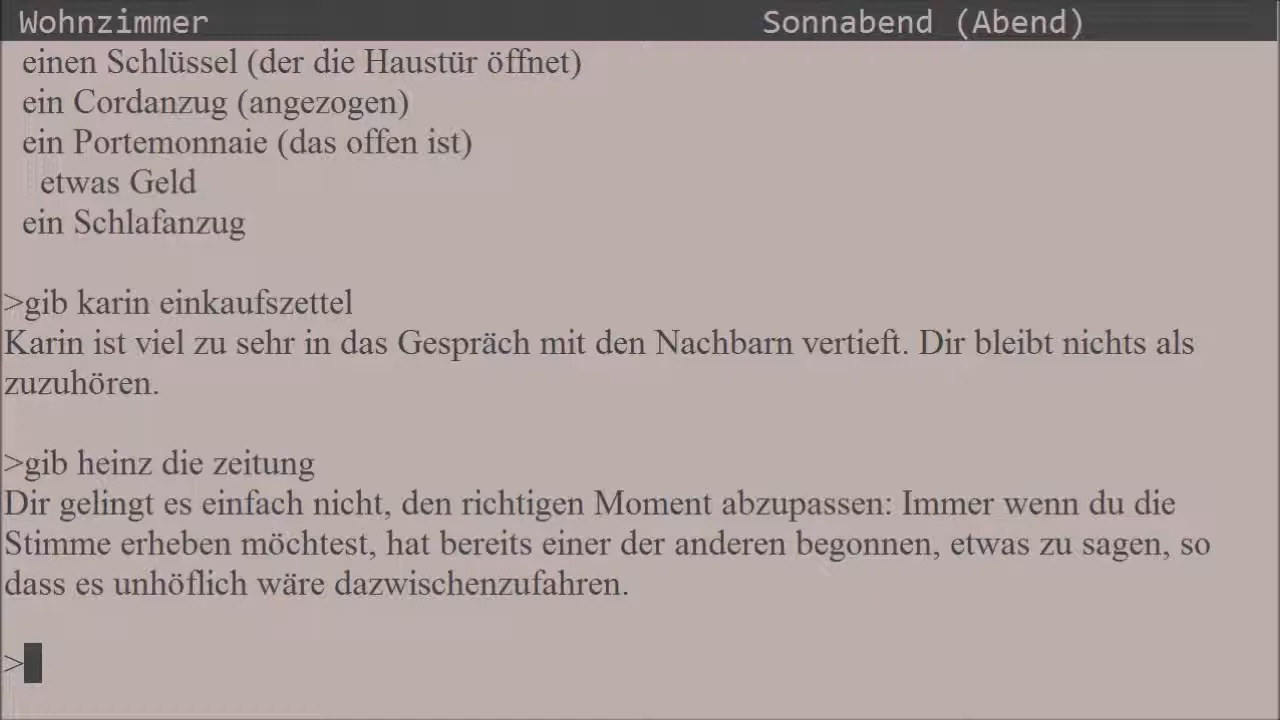 Wohnzimmer Sonnabend (Abend)
einen Schlüssel (der die Haustür öffnet)
ein Cordanzug (angezogen)
ein Portemonnaie (das offen ist)
etwas Geld
ein Schlafanzug
>gib karin einkaufszettel
Karin ist viel zu sehr in das Gespräch mit den Nachbarn vertieft. Dir bleibt nichts als
zuzuhören.
>gib heinz die zeitung
Dir gelingt es einfach nicht, den richtigen Moment abzupassen: Immer wenn du die
Stimme erheben möchtest, hat bereits einer der anderen begonnen, etwas zu sagen, so
dass es unhöflich wäre dazwischenzufahren.
>